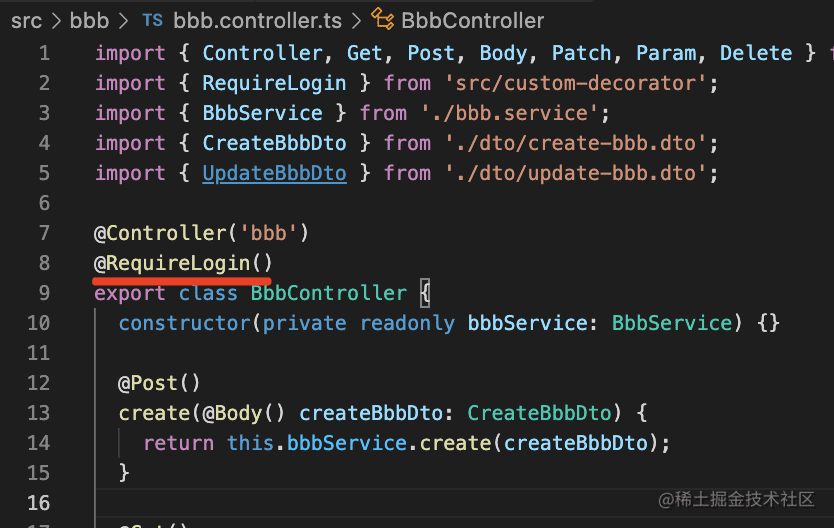 src > bbb > TS bbb.controller.ts > BbbController
1 import { Controller, Get, Post, Body, Patch, Param, Delete }
2 import { RequireLogin } from 'src/custom-decorator';
3 import { BbbService } from './bbb.service';
4 import { CreateBbbDto } from './dto/create-bbb.dto';
5 import { UpdateBbbDto } from './dto/update-bbb.dto';
6
7 @Controller('bbb')
8 @RequireLogin()
9 export class BbbController {
10 constructor(private readonly bbbService: BbbService) {}
11
12 @Post()
13 create(@Body() createBbbDto: CreateBbbDto) {
14 return this.bbbService.create(createBbbDto);
15 }
16
@稀土掘金技术社区
17 @Get()